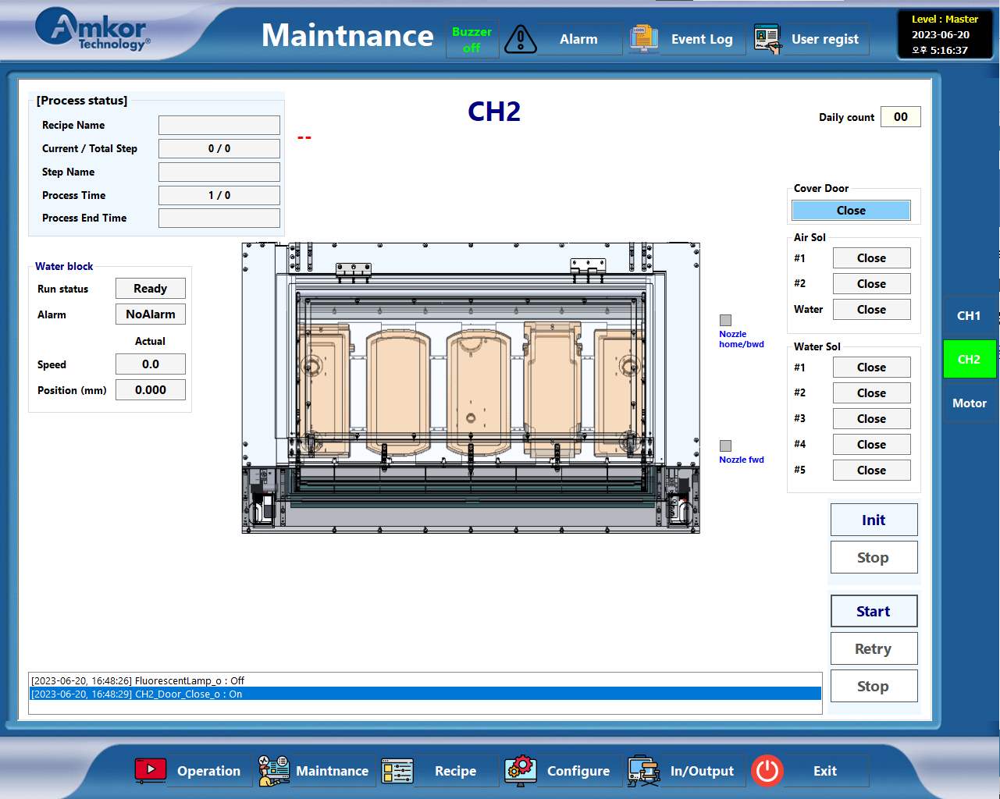 Amkor
Technology®
Maintnance
Buzzer
off
Alarm
Event Log
User regist
Level : Master
2023-06-20
오후 5:16:37
[Process status]
Recipe Name
Current / Total Step 0 / 0
Step Name
Process Time 1 / 0
Process End Time
CH2
--
Daily count 00
Cover Door
Close
Air Sol
#1 Close
#2 Close
Water Close
Water block
Run status Ready
Alarm NoAlarm
Actual
Speed 0.0
Position (mm) 0.000
Nozzle
home/bwd
Nozzle fwd
Water Sol
#1 Close
#2 Close
#3 Close
#4 Close
#5 Close
CH1
CH2
Motor
Init
Stop
Start
Retry
Stop
[2023-06-20, 16:48:26] FluorescentLamp_o : Off
[2023-06-20, 16:48:29] CH2_Door_Close_o : On
Operation
Maintnance
Recipe
Configure
In/Output
Exit